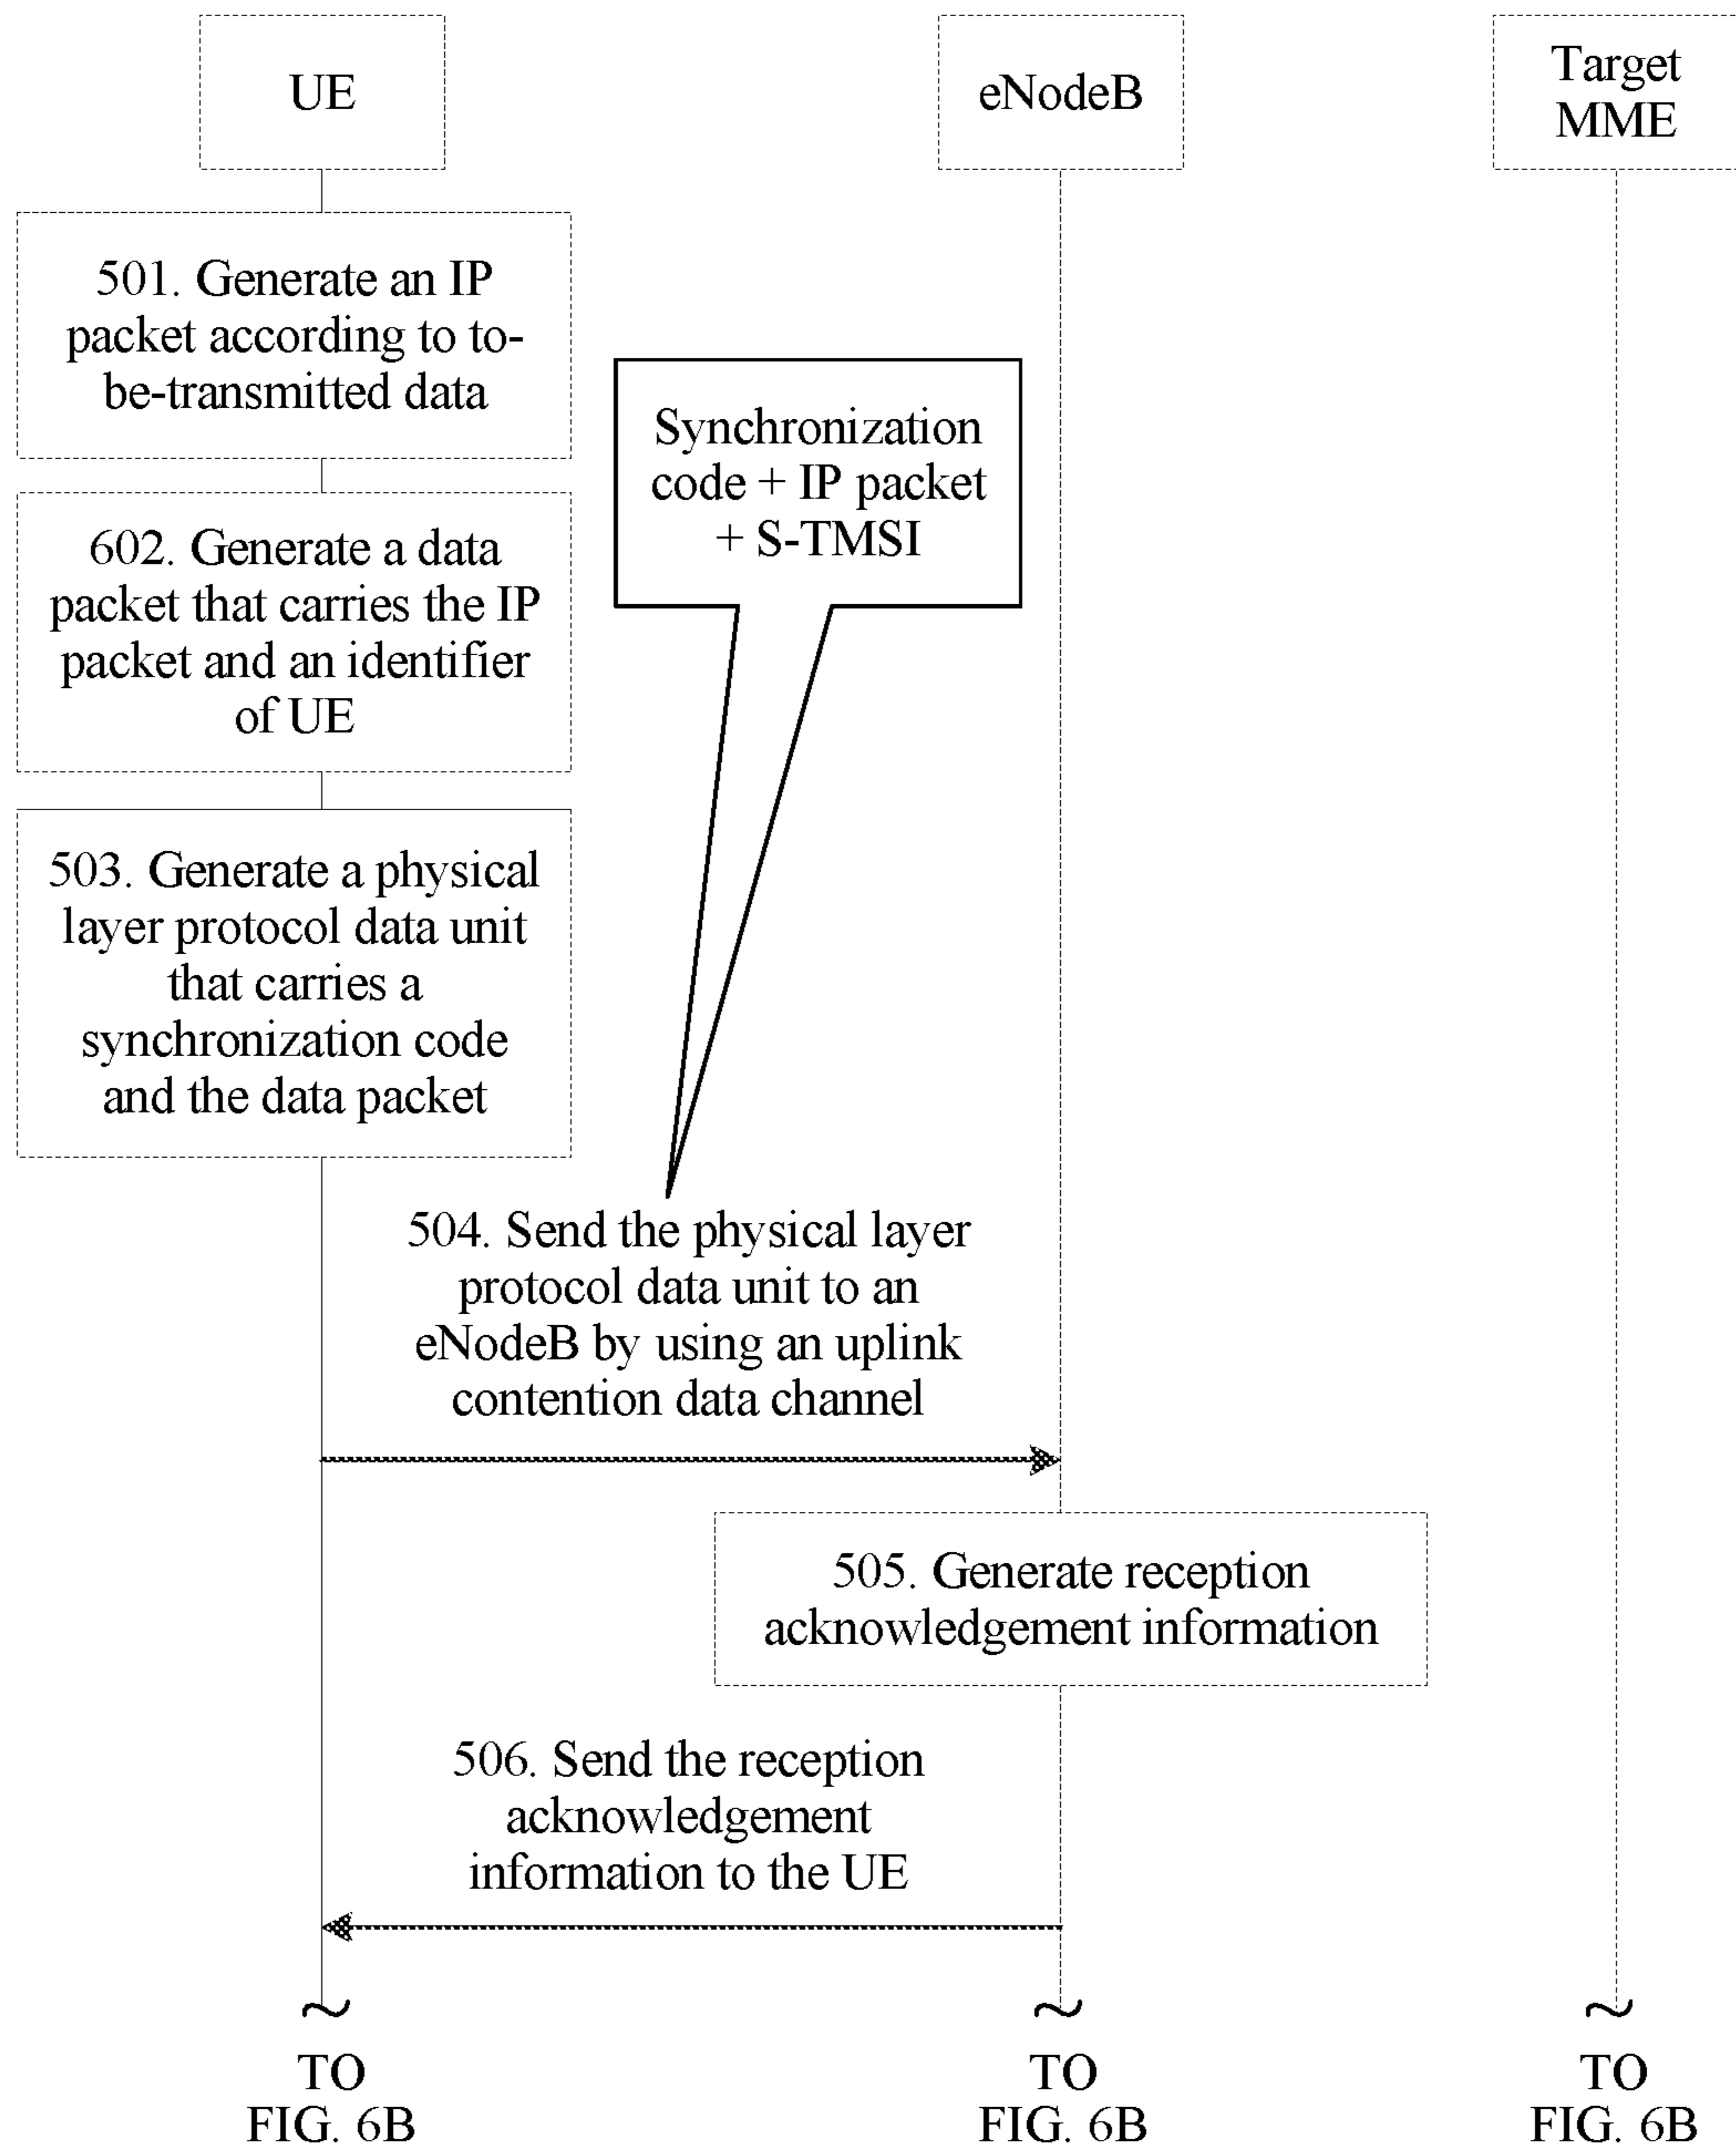 UE
eNodeB
Target
MME
501. Generate an IP
packet according to to-
be-transmitted data
Synchronization
code + IP packet
+ S-TMSI
602. Generate a data
packet that carries the IP
packet and an identifier
of UE
503. Generate a physical
layer protocol data unit
that carries a
synchronization code
and the data packet
504. Send the physical layer
protocol data unit to an
eNodeB by using an uplink
contention data channel
505. Generate reception
acknowledgement information
506. Send the reception
acknowledgement
information to the UE
TO
FIG. 6B
TO
FIG. 6B
TO
FIG. 6B